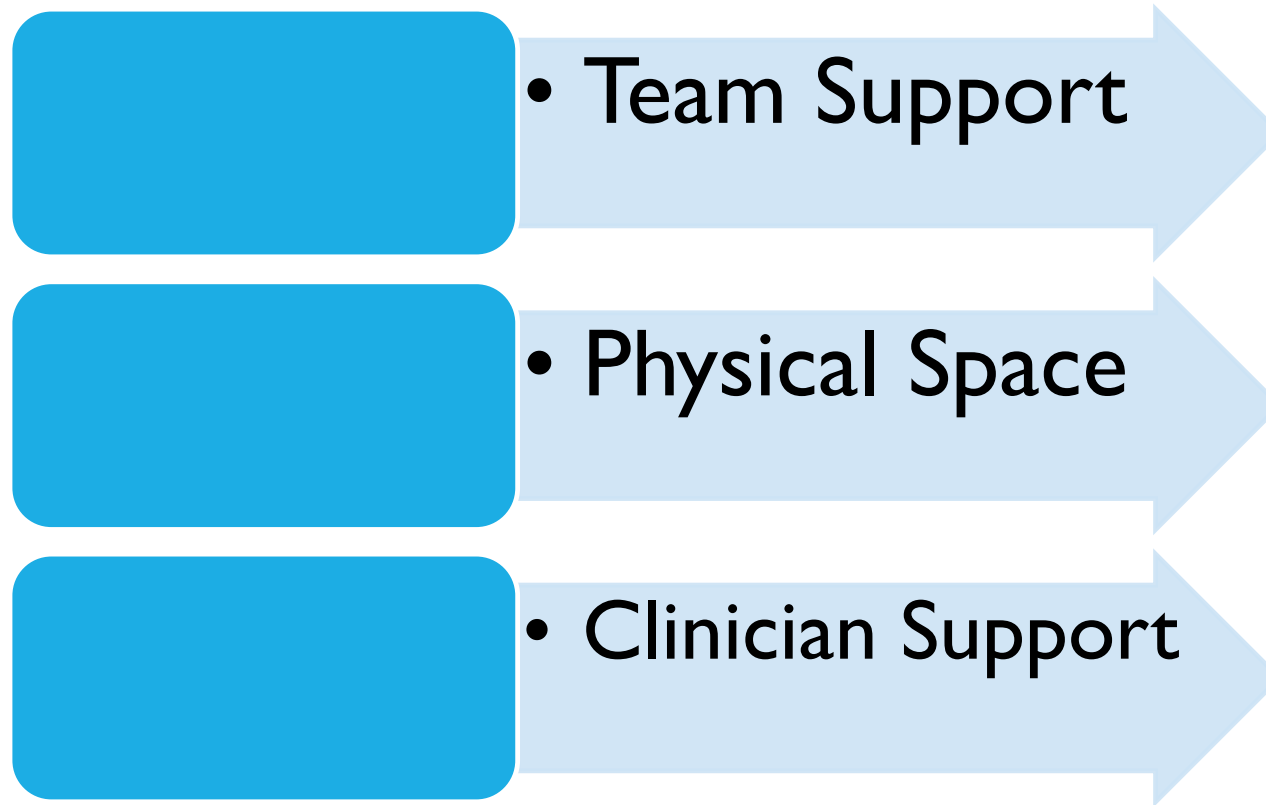 • Team Support
• Physical Space
• Clinician Support